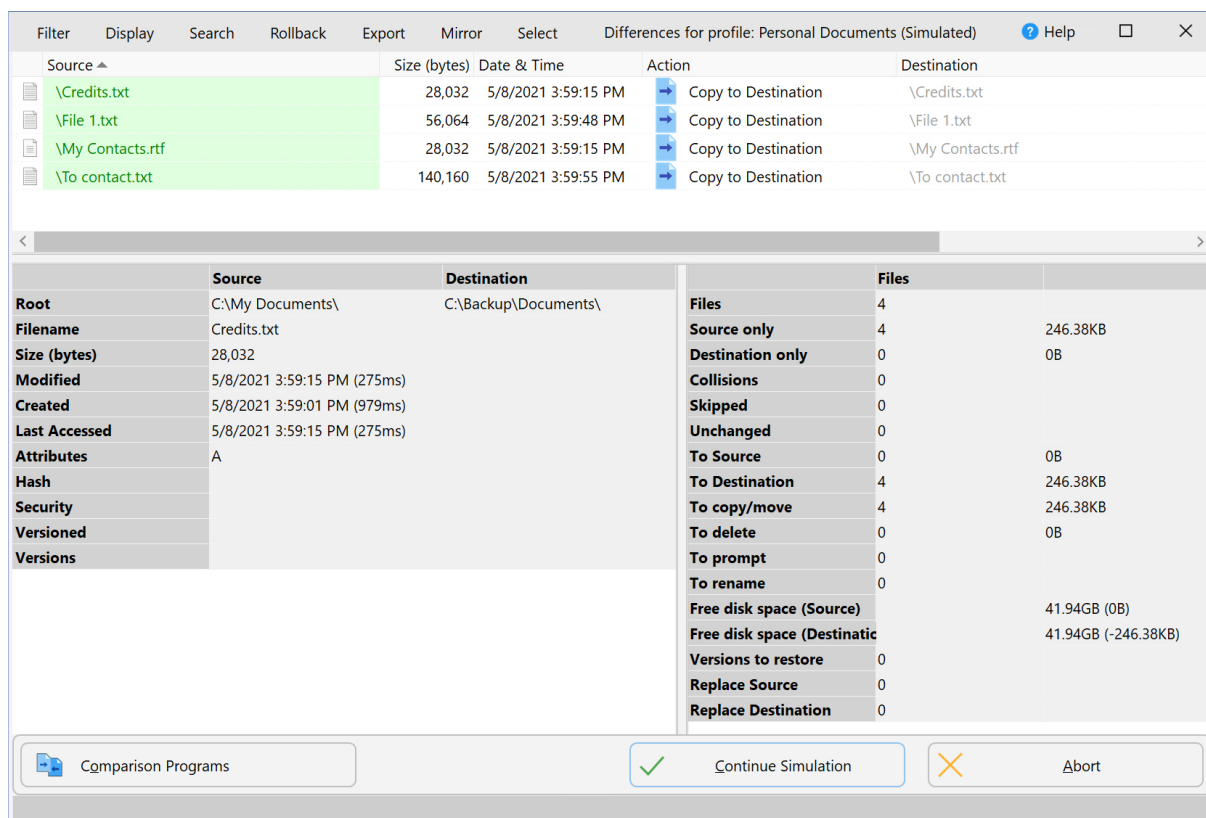 Filter Display Search Rollback Export Mirror Select Differences for profile: Personal Documents (Simulated) ? Help
Source Size (bytes) Date & Time Action Destination
\Credits.txt 28,032 5/8/2021 3:59:15 PM Copy to Destination \Credits.txt
\File 1.txt 56,064 5/8/2021 3:59:48 PM Copy to Destination \File 1.txt
\My Contacts.rtf 28,032 5/8/2021 3:59:15 PM Copy to Destination \My Contacts.rtf
\To contact.txt 140,160 5/8/2021 3:59:55 PM Copy to Destination \To contact.txt
Source Destination
Root C:\My Documents\ C:\Backup\Documents\
Filename Credits.txt
Size (bytes) 28,032
Modified 5/8/2021 3:59:15 PM (275ms)
Created 5/8/2021 3:59:01 PM (979ms)
Last Accessed 5/8/2021 3:59:15 PM (275ms)
Attributes A
Hash
Security
Versioned
Versions
Files
Files 4
Source only 4 246.38KB
Destination only 0 0B
Collisions 0
Skipped 0
Unchanged 0
To Source 0 0B
To Destination 4 246.38KB
To copy/move 4 246.38KB
To delete 0 0B
To prompt 0
To rename 0
Free disk space (Source) 41.94GB (0B)
Free disk space (Destinatic 41.94GB (-246.38KB)
Versions to restore 0
Replace Source 0
Replace Destination 0
Comparison Programs Continue Simulation Abort